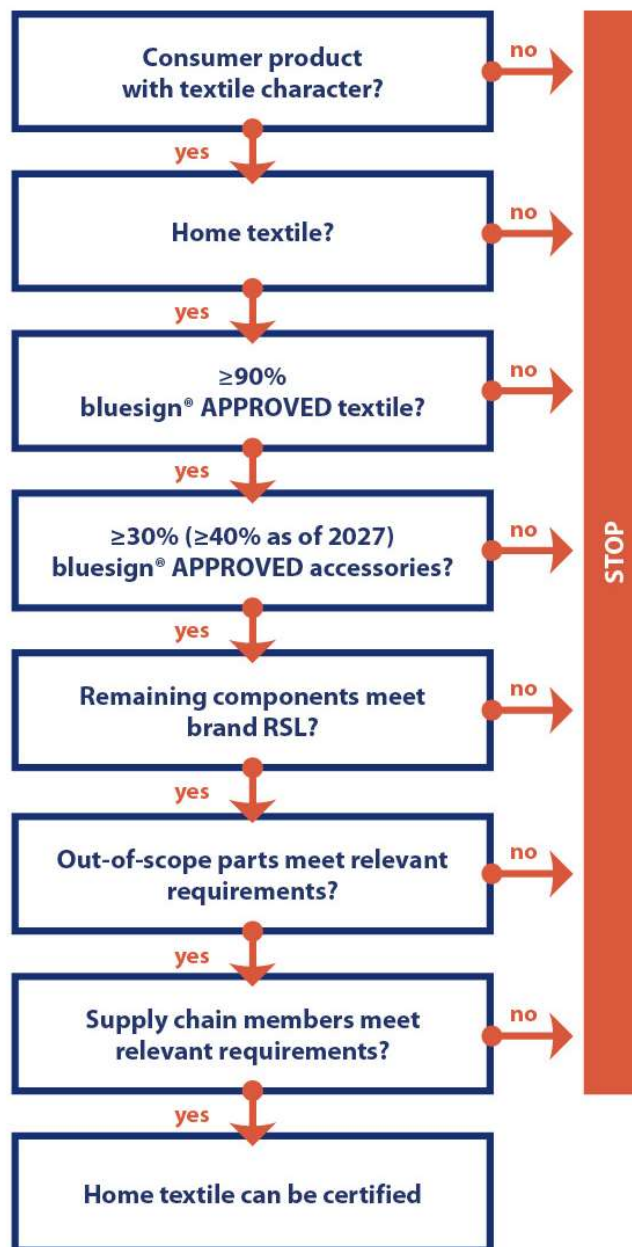 Consumer product
with textile character?
no
yes
Home textile?
no
yes
≥90%
bluesign® APPROVED textile?
no
yes
≥30% (≥40% as of 2027)
bluesign® APPROVED accessories?
no
yes
Remaining components meet
brand RSL?
no
yes
Out-of-scope parts meet relevant
requirements?
no
yes
Supply chain members meet
relevant requirements?
no
yes
Home textile can be certified
STOP